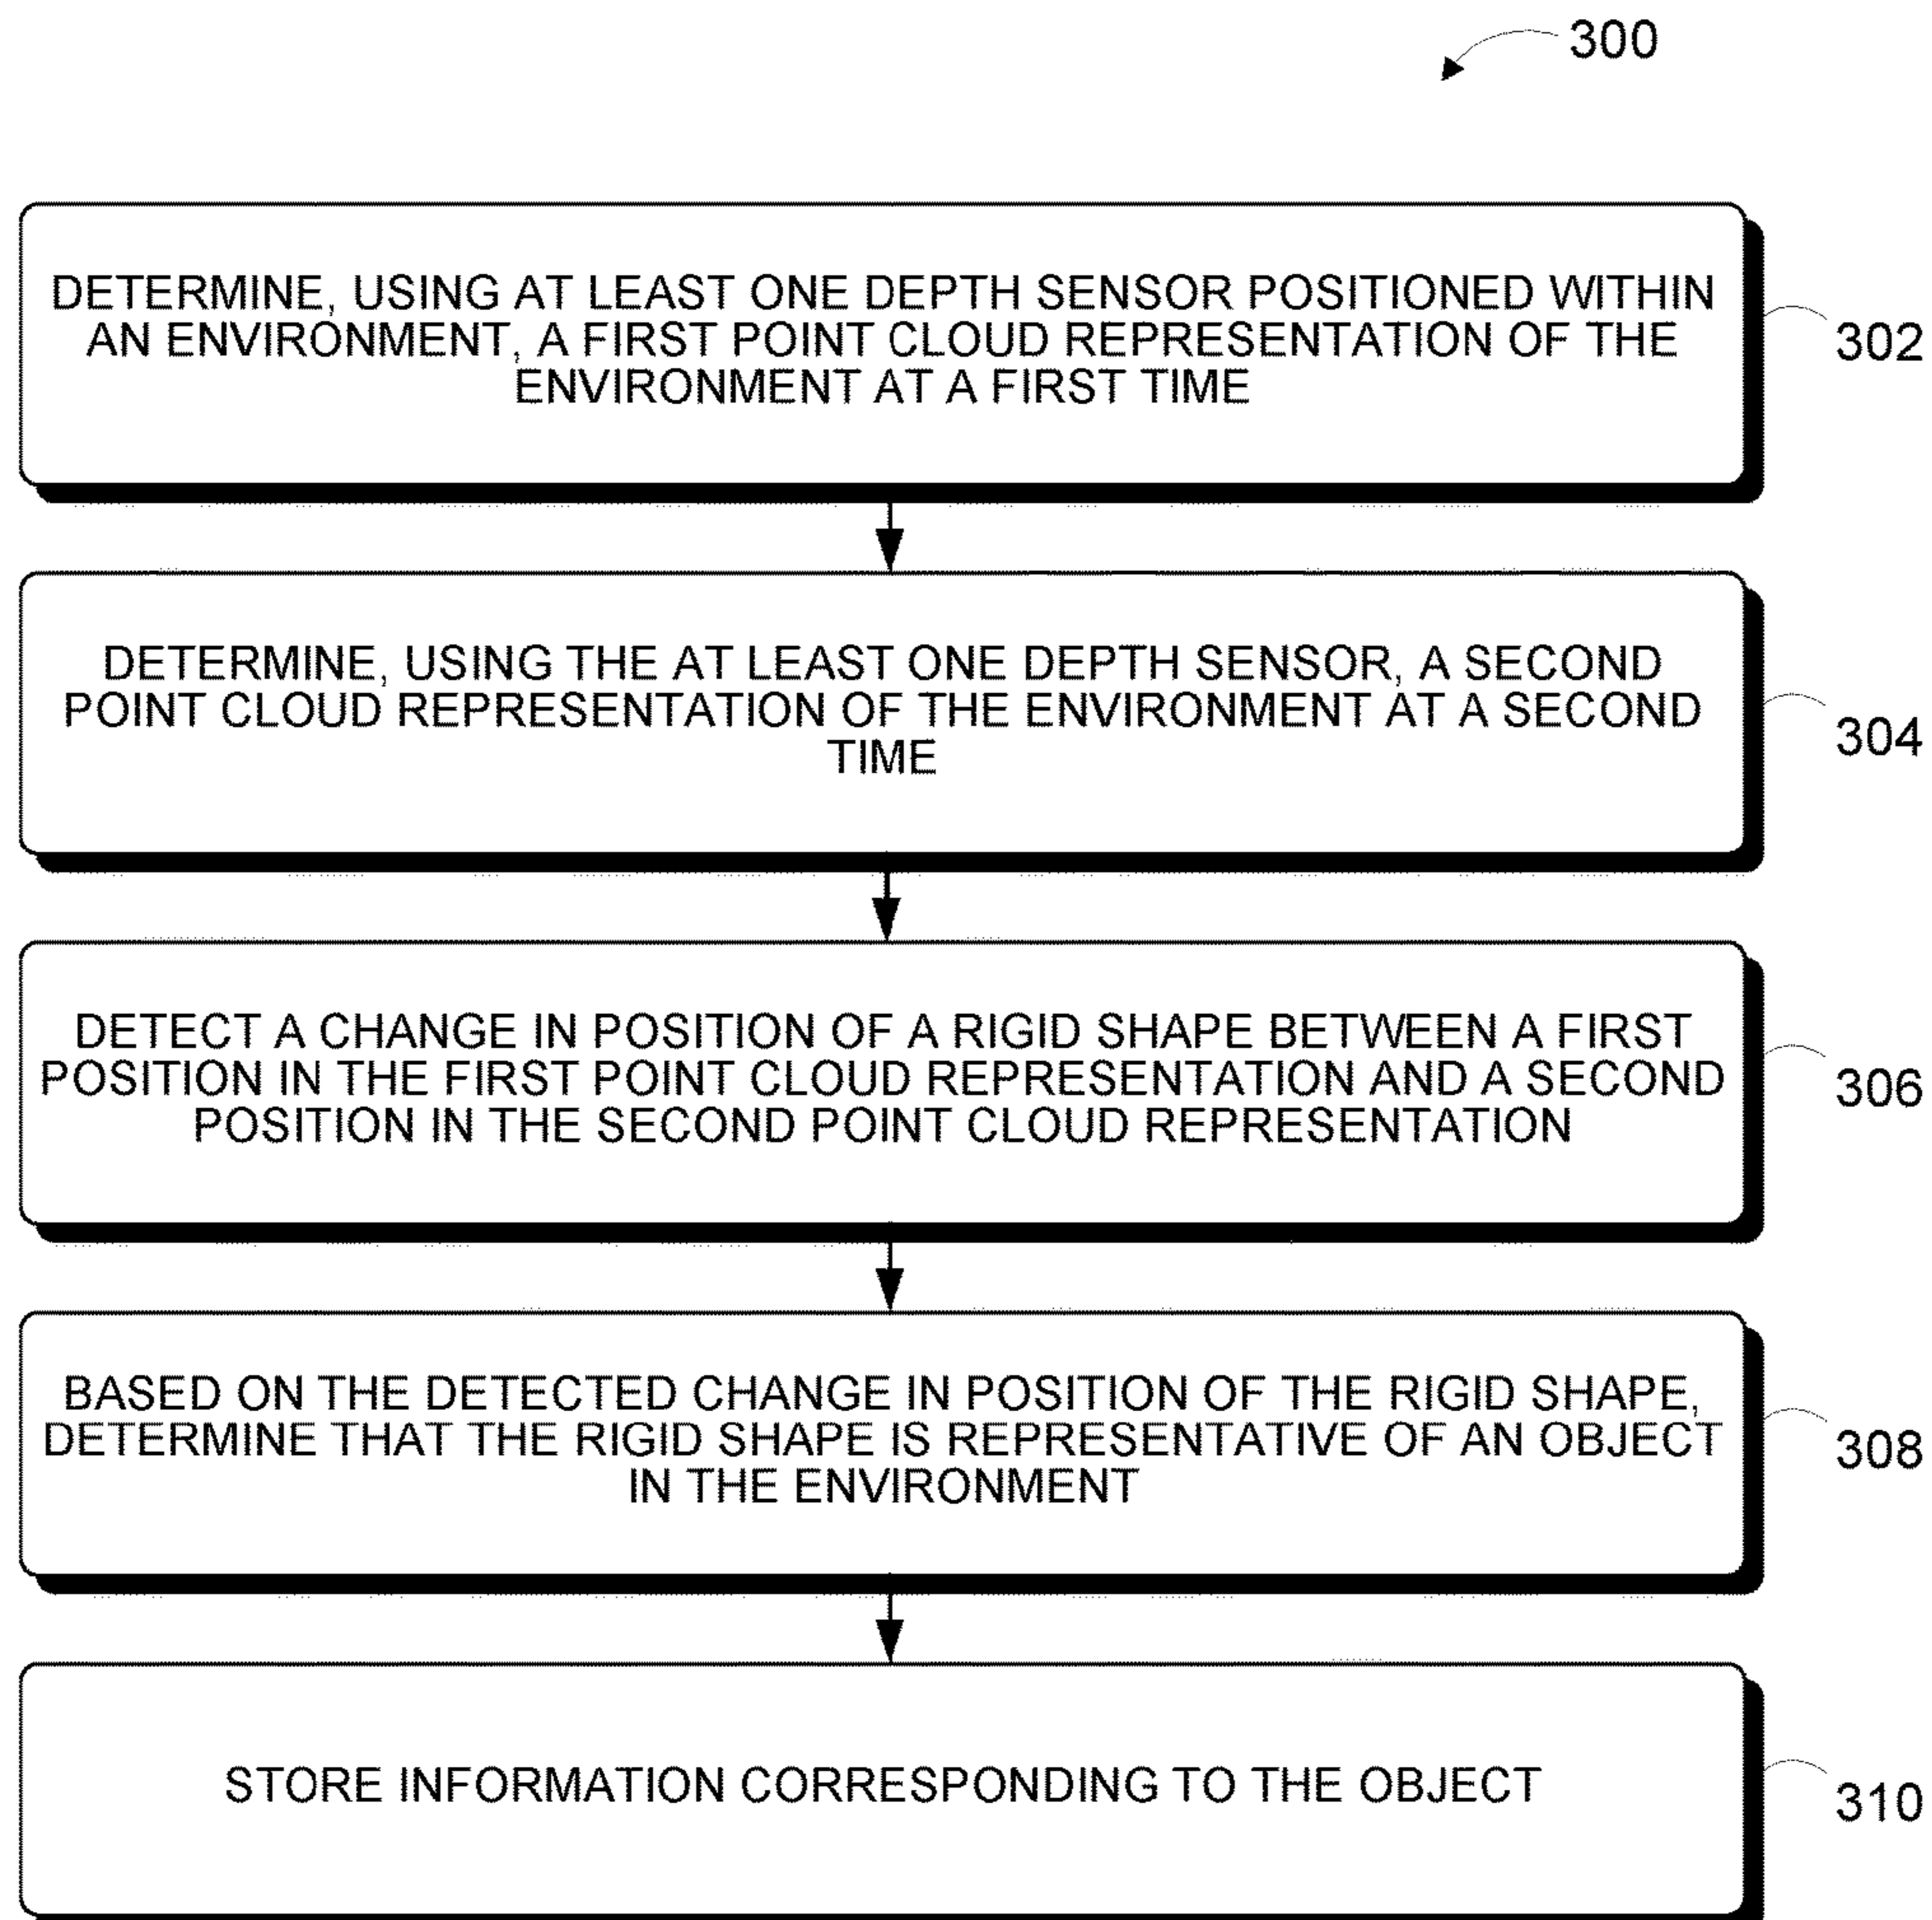 300
DETERMINE, USING AT LEAST ONE DEPTH SENSOR POSITIONED WITHIN
AN ENVIRONMENT, A FIRST POINT CLOUD REPRESENTATION OF THE
ENVIRONMENT AT A FIRST TIME
302
DETERMINE, USING THE AT LEAST ONE DEPTH SENSOR, A SECOND
POINT CLOUD REPRESENTATION OF THE ENVIRONMENT AT A SECOND
TIME
304
DETECT A CHANGE IN POSITION OF A RIGID SHAPE BETWEEN A FIRST
POSITION IN THE FIRST POINT CLOUD REPRESENTATION AND A SECOND
POSITION IN THE SECOND POINT CLOUD REPRESENTATION
306
BASED ON THE DETECTED CHANGE IN POSITION OF THE RIGID SHAPE,
DETERMINE THAT THE RIGID SHAPE IS REPRESENTATIVE OF AN OBJECT
IN THE ENVIRONMENT
308
STORE INFORMATION CORRESPONDING TO THE OBJECT
310